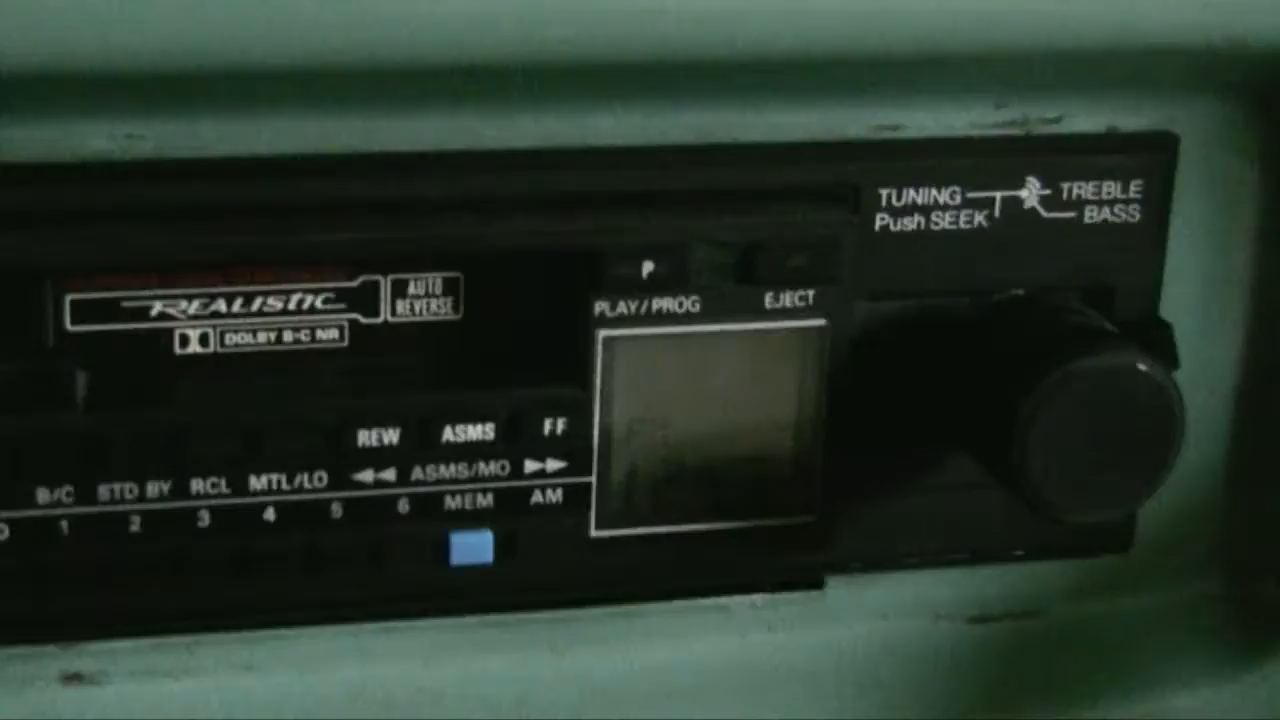 TUNING TREBLE
Push SEEK BASS
P
PLAY/PROG EJECT
REALISTIC AUTO
REVERSE
DOLBY B-C NR
REW ASMS FF
B/C STD BY RCL MTL/LO ASMS/MO
1 2 3 4 5 6 MEM AM